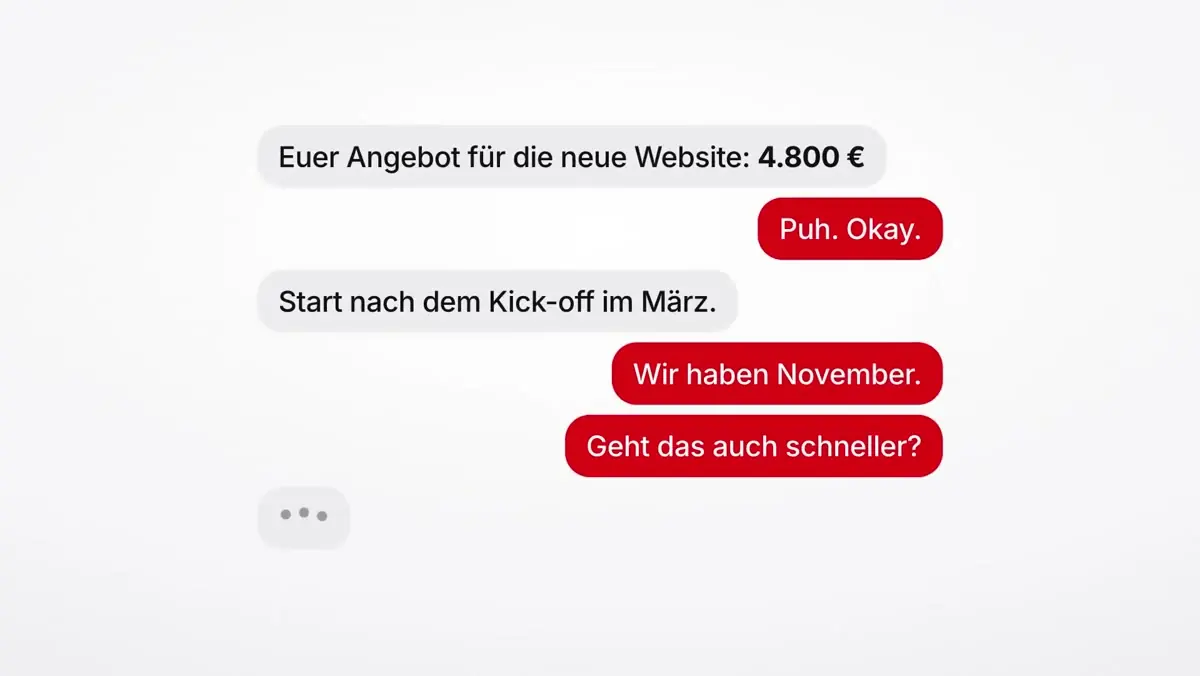 Euer Angebot für die neue Website: 4.800 €
Puh. Okay.
Start nach dem Kick-off im März.
Wir haben November.
Geht das auch schneller?